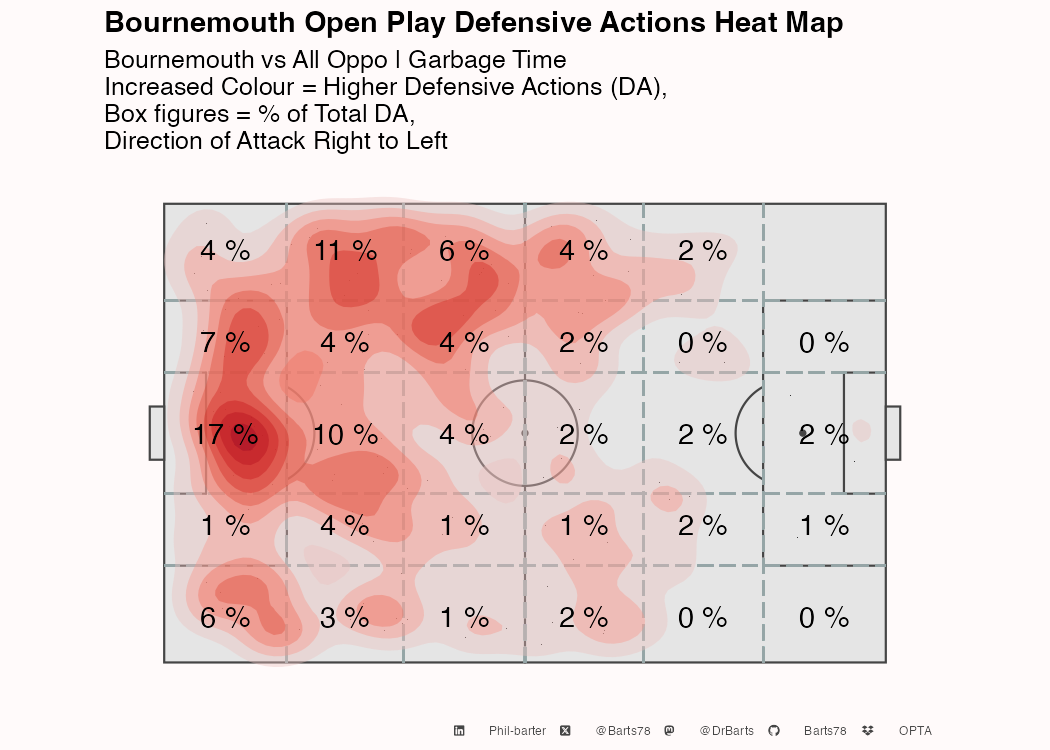 Bournemouth Open Play Defensive Actions Heat Map
Bournemouth vs All Oppo | Garbage Time
Increased Colour = Higher Defensive Actions (DA),
Box figures = % of Total DA,
Direction of Attack Right to Left
4 % 11 % 6 % 4 % 2 %
7 % 4 % 4 % 2 % 0 % 0 %
17 % 10 % 4 % 2 % 2 % 2 %
1 % 4 % 1 % 1 % 2 % 1 %
6 % 3 % 1 % 2 % 0 % 0 %
Phil-barter @Barts78 @DrBarts Barts78 OPTA